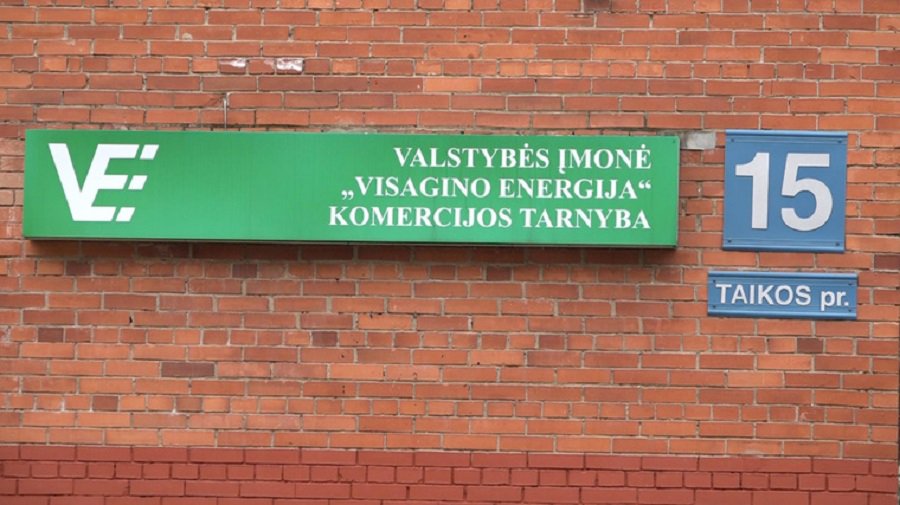 VE
VALSTYBĖS ĮMONĖ
„VISAGINO ENERGIJA“
KOMERCIJOS TARNYBA
15
TAIKOS pr.